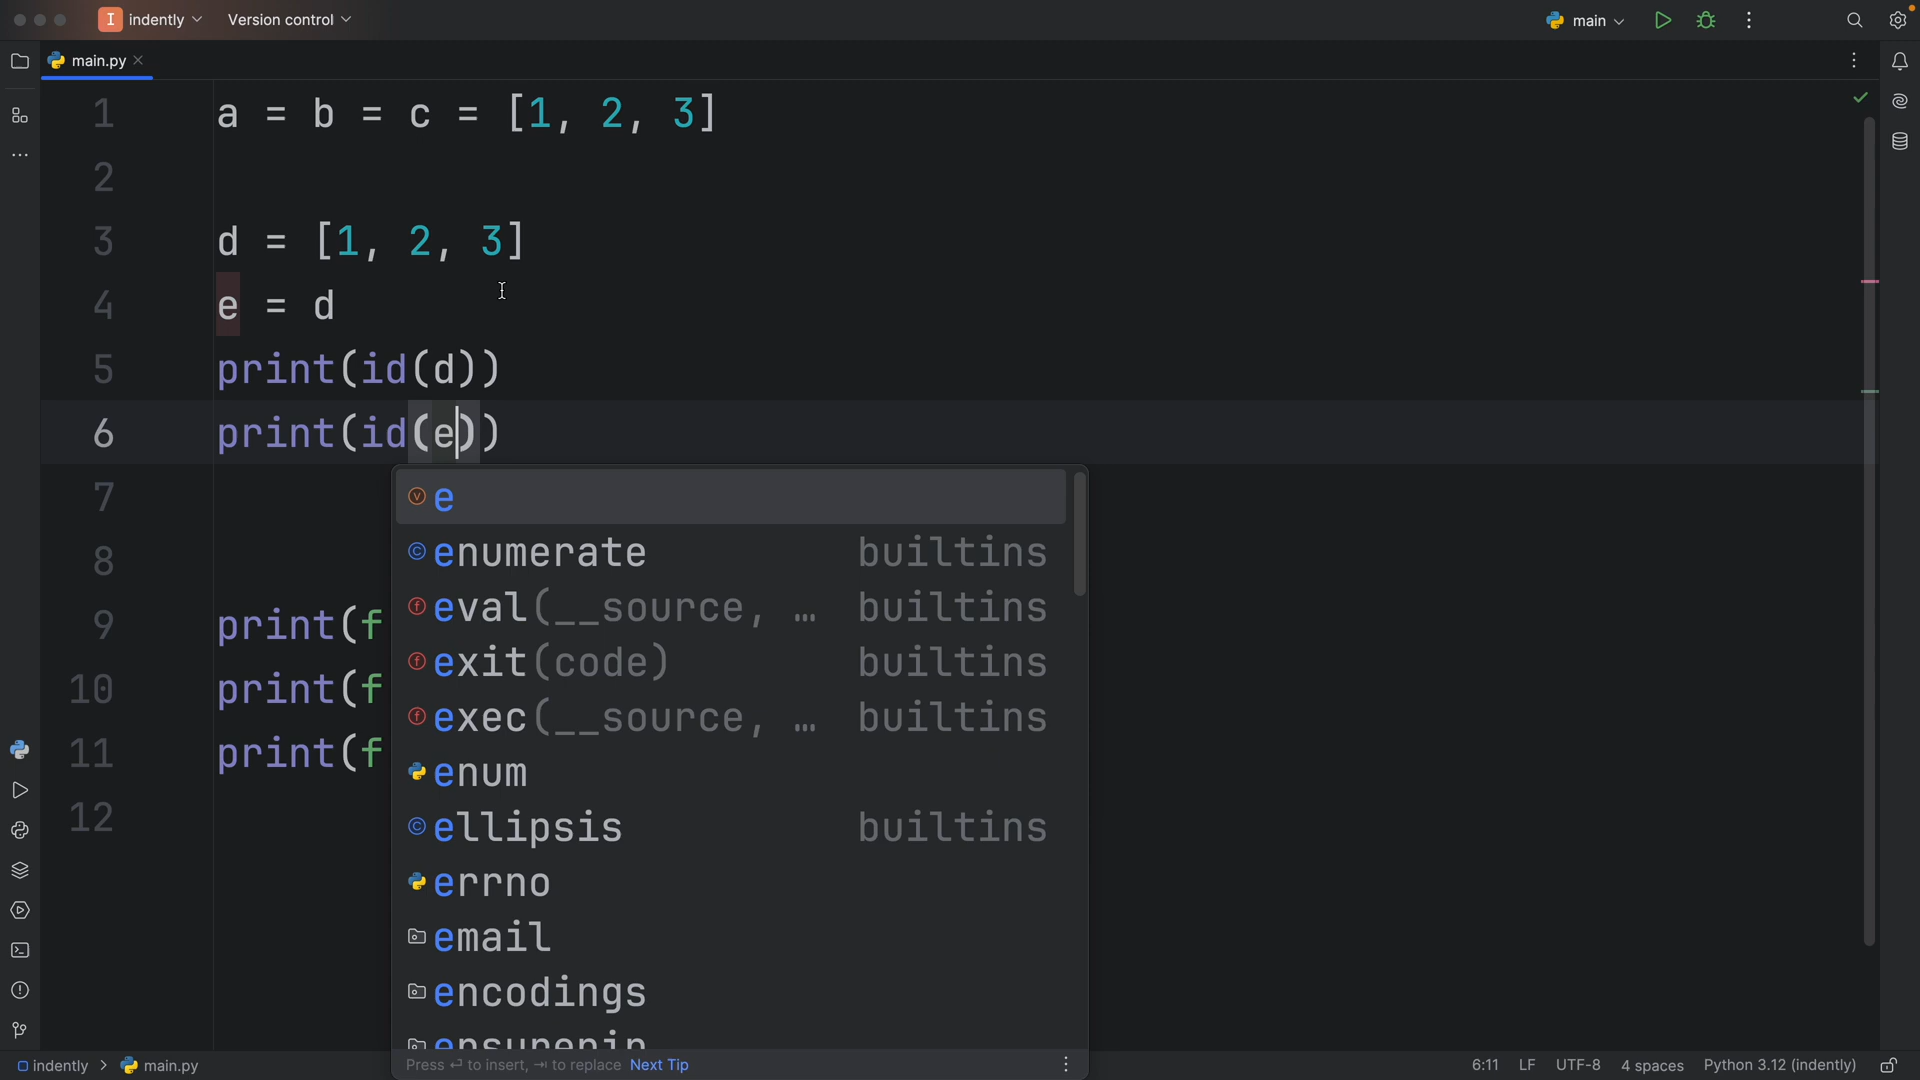 I indently Version control main
main.py
1 a = b = c = [1, 2, 3]
2
3 d = [1, 2, 3]
4 e = d
5 print(id(d))
6 print(id(e))
7
e
8
enumerate builtins
eval(__source, … builtins
9 print(f
exit(code) builtins
10 print(f
exec(__source, … builtins
11 print(f
enum
12
ellipsis builtins
errno
email
encodings
Press ↵ to insert, ⇥ to replace Next Tip
indently > main.py 6:11 LF UTF-8 4 spaces Python 3.12 (indently)